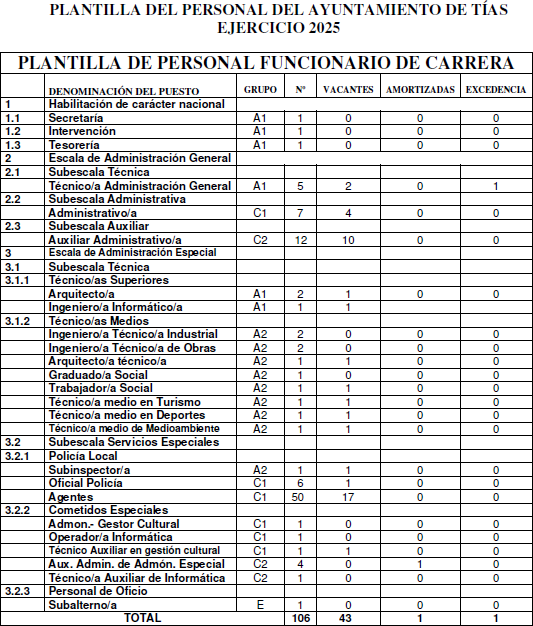 PLANTILLA DEL PERSONAL DEL AYUNTAMIENTO DE TÍAS
EJERCICIO 2025
PLANTILLA DE PERSONAL FUNCIONARIO DE CARRERA
DENOMINACIÓN DEL PUESTO GRUPO Nº VACANTES AMORTIZADAS EXCEDENCIA
1 Habilitación de carácter nacional
1.1 Secretaría A1 1 0 0 0
1.2 Intervención A1 1 0 0 0
1.3 Tesorería A1 1 0 0 0
2 Escala de Administración General
2.1 Subescala Técnica
Técnico/a Administración General A1 5 2 0 1
2.2 Subescala Administrativa
Administrativo/a C1 7 4 0 0
2.3 Subescala Auxiliar
Auxiliar Administrativo/a C2 12 10 0 0
3 Escala de Administración Especial
3.1 Subescala Técnica
3.1.1 Técnico/as Superiores
Arquitecto/a A1 2 1 0 0
Ingeniero/a Informático/a A1 1 1
3.1.2 Técnico/as Medios
Ingeniero/a Técnico/a Industrial A2 2 0 0 0
Ingeniero/a Técnico/a de Obras A2 2 0 0 0
Arquitecto/a técnico/a A2 1 1 0 0
Graduado/a Social A2 1 0 0 0
Trabajador/a Social A2 1 1 0 0
Técnico/a medio en Turismo A2 1 1 0 0
Técnico/a medio en Deportes A2 1 1 0 0
Técnico/a medio de Medioambiente A2 1 1 0 0
3.2 Subescala Servicios Especiales
3.2.1 Policía Local
Subinspector/a A2 1 1 0 0
Oficial Policía C1 6 1 0 0
Agentes C1 50 17 0 0
3.2.2 Cometidos Especiales
Admon.- Gestor Cultural C1 1 0 0 0
Operador/a Informática C1 1 0 0 0
Técnico Auxiliar en gestión cultural C1 1 1 0 0
Aux. Admin. de Admón. Especial C2 4 0 1 0
Técnico/a Auxiliar de Informática C2 1 0 0 0
3.2.3 Personal de Oficio
Subalterno/a E 1 0 0 0
TOTAL 106 43 1 1